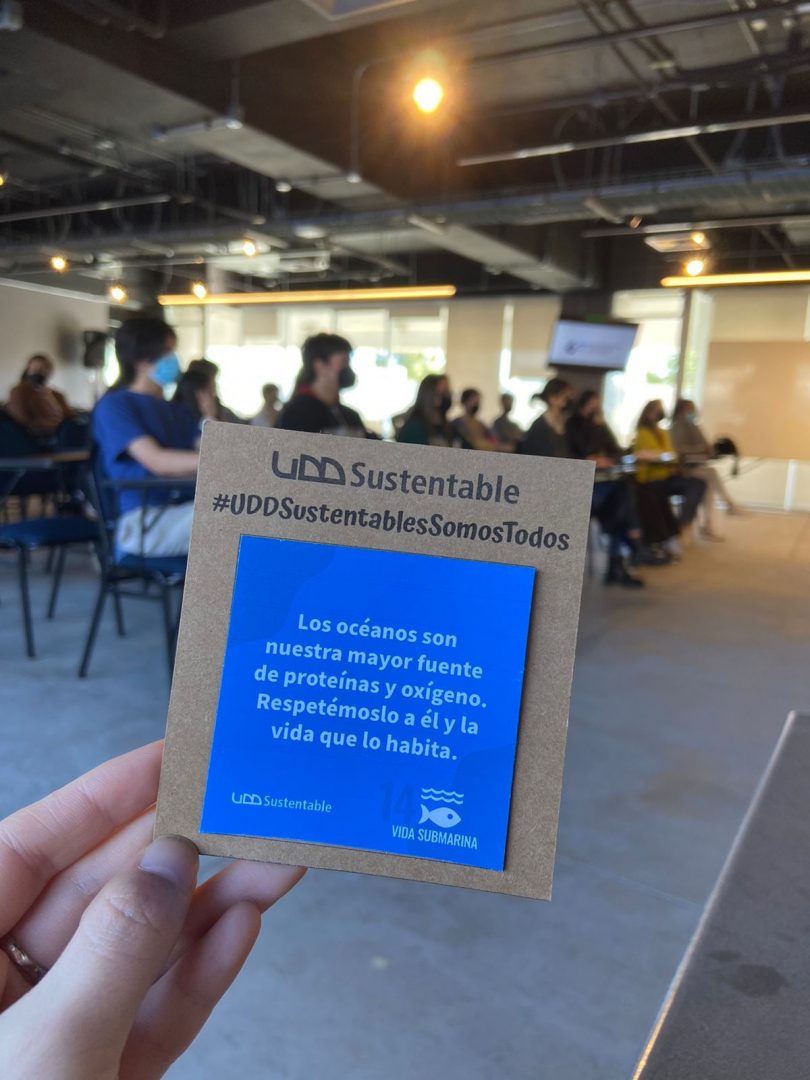 UDD Sustentable
#UDDSustentablesSomosTodos
Los océanos son
nuestra mayor fuente
de proteínas y oxígeno.
Respetémoslo a él y la
vida que lo habita.
UDD Sustentable
14
VIDA SUBMARINA